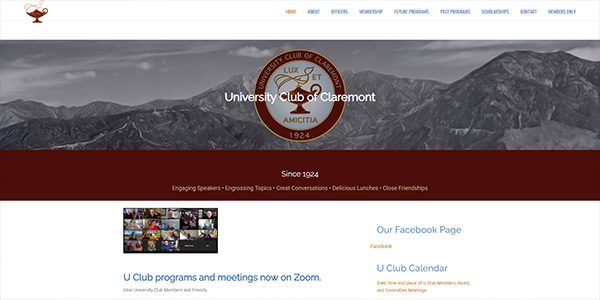 HOME ABOUT OFFICERS MEMBERSHIP FUTURE PROGRAMS PAST PROGRAMS SCHOLARSHIPS CONTACT MEMBERS ONLY
UNIVERSITY CLUB OF CLAREMONT
LUX ET
University Club of Claremont
AMICITIA
1924
Since 1924
Engaging Speakers • Engrossing Topics • Great Conversations • Delicious Lunches • Close Friendships
Our Facebook Page
Facebook
U Club Calendar
Date, time and place of U Club Members, Board,
and Committee Meetings
U Club programs and meetings now on Zoom.
Dear University Club Members and Friends,